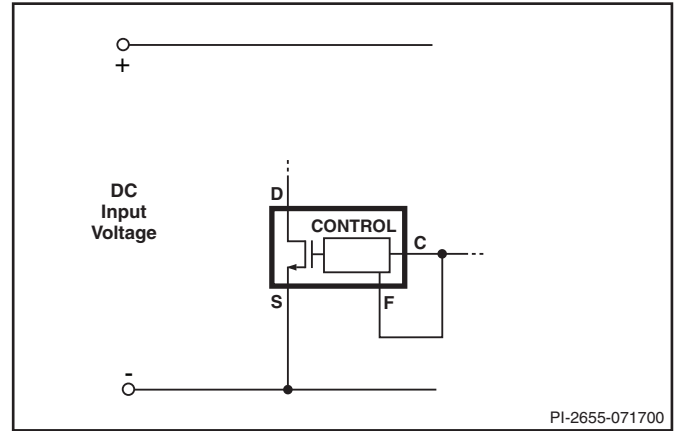 +
DC
Input
Voltage
D
CONTROL
C
S
F
-
PI-2655-071700